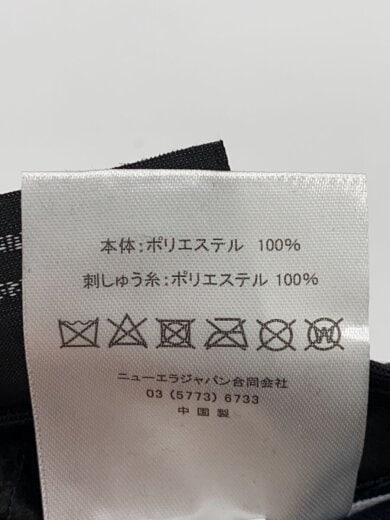 本体:ポリエステル 100%
刺しゅう糸:ポリエステル 100%
W
ニューエラジャパン合同会社
03 (5773) 6733
中国製